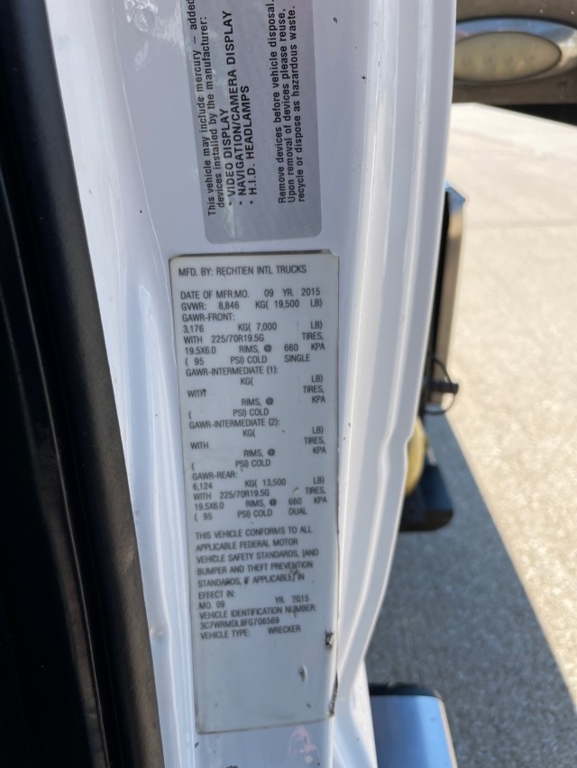 This vehicle may include mercury – added
devices installed by the manufacturer:
• VIDEO DISPLAY
• NAVIGATION/CAMERA DISPLAY
• H.I.D. HEADLAMPS
Remove devices before vehicle disposal.
Upon removal of devices please reuse,
recycle or dispose as hazardous waste.
MFD. BY: RECHTIEN INTL TRUCKS
DATE OF MFR:MO. 09 YR. 2015
GVWR: 8,846 KG( 19,500 LB)
GAWR-FRONT:
3,176 KG( 7,000 LB)
WITH 225/70R19.5G TIRES,
19.5X6.0 RIMS, @ 660 KPA
( 95 PSI) COLD SINGLE
GAWR-INTERMEDIATE (1):
KG( LB)
WITH TIRES,
RIMS, @ KPA
( PSI) COLD
GAWR-INTERMEDIATE (2):
KG( LB)
WITH TIRES,
RIMS, @ KPA
( PSI) COLD
GAWR-REAR:
6,124 KG( 13,500 LB)
WITH 225/70R19.5G TIRES,
19.5X6.0 RIMS, @ 660 KPA
( 95 PSI) COLD DUAL
THIS VEHICLE CONFORMS TO ALL
APPLICABLE FEDERAL MOTOR
VEHICLE SAFETY STANDARDS, [AND
BUMPER AND THEFT PREVENTION
STANDARDS, IF APPLICABLE] IN
EFFECT IN:
MO. 09 YR. 2015
VEHICLE IDENTIFICATION NUMBER:
3C7WRMDL8FG706569
VEHICLE TYPE: WRECKER